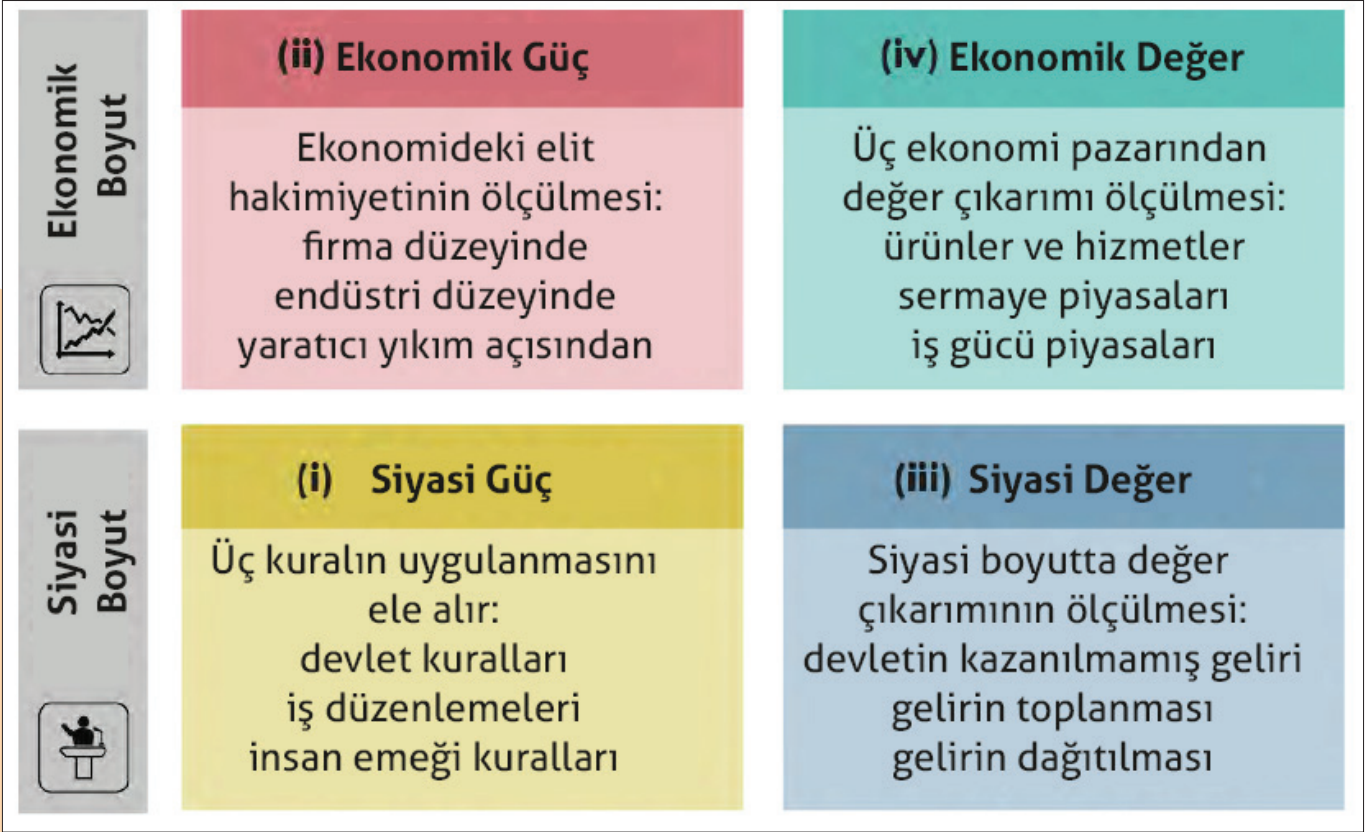 Ekonomik
Boyut
(ii) Ekonomik Güç
Ekonomideki elit
hakimiyetinin ölçülmesi:
firma düzeyinde
endüstri düzeyinde
yaratıcı yıkım açısından
(iv) Ekonomik Değer
Üç ekonomi pazarından
değer çıkarımı ölçülmesi:
ürünler ve hizmetler
sermaye piyasaları
iş gücü piyasaları
Siyasi
Boyut
(i) Siyasi Güç
Üç kuralın uygulanmasını
ele alır:
devlet kuralları
iş düzenlemeleri
insan emeği kuralları
(iii) Siyasi Değer
Siyasi boyutta değer
çıkarımının ölçülmesi:
devletin kazanılmamış geliri
gelirin toplanması
gelirin dağıtılması